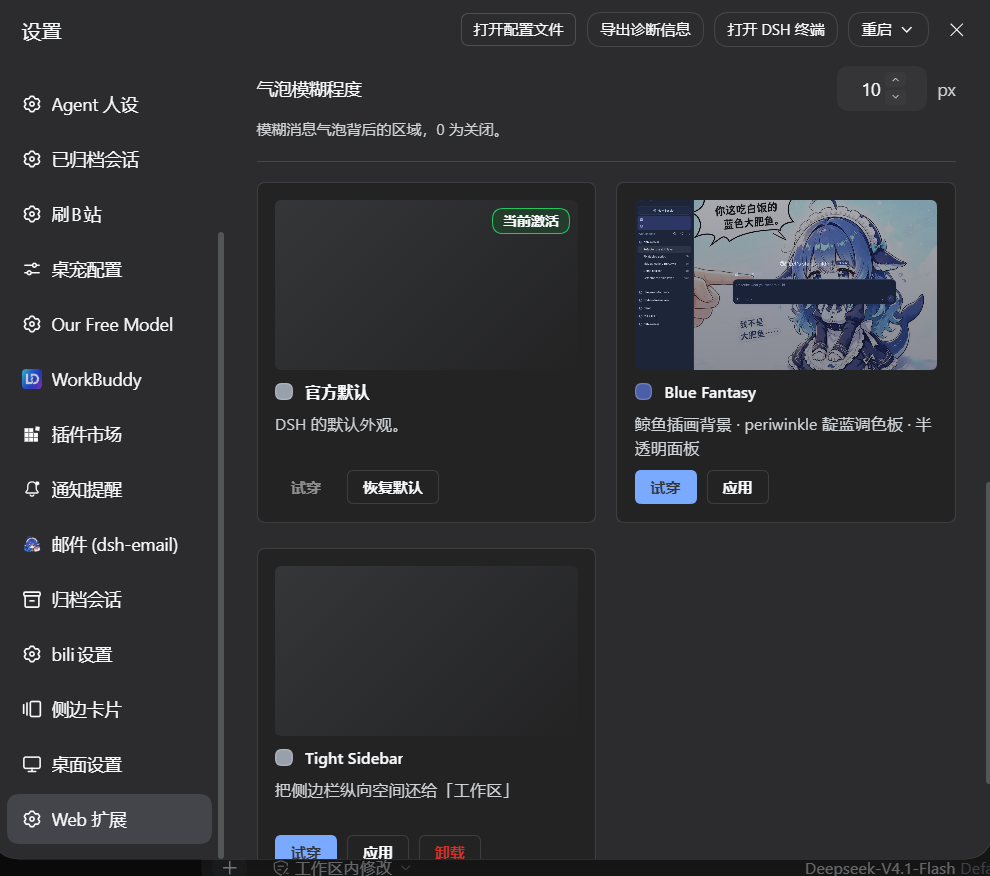 设置
打开配置文件
导出诊断信息
打开 DSH 终端
重启
Agent 人设
已归档会话
刷B站
桌宠配置
Our Free Model
WorkBuddy
插件市场
通知提醒
邮件 (dsh-email)
归档会话
bili 设置
侧边卡片
桌面设置
Web 扩展
气泡模糊程度
10
px
模糊消息气泡背后的区域，0 为关闭。
当前激活
官方默认
DSH 的默认外观。
试穿
恢复默认
你这吃白饭的
蓝色大肥鱼。
我不是
大肥鱼……
Blue Fantasy
鲸鱼插画背景 · periwinkle 靛蓝调色板 · 半
透明面板
试穿
应用
Tight Sidebar
把侧边栏纵向空间还给「工作区」
试穿
应用
卸载
工作区内修改
Deepseek-V4.1-Flash